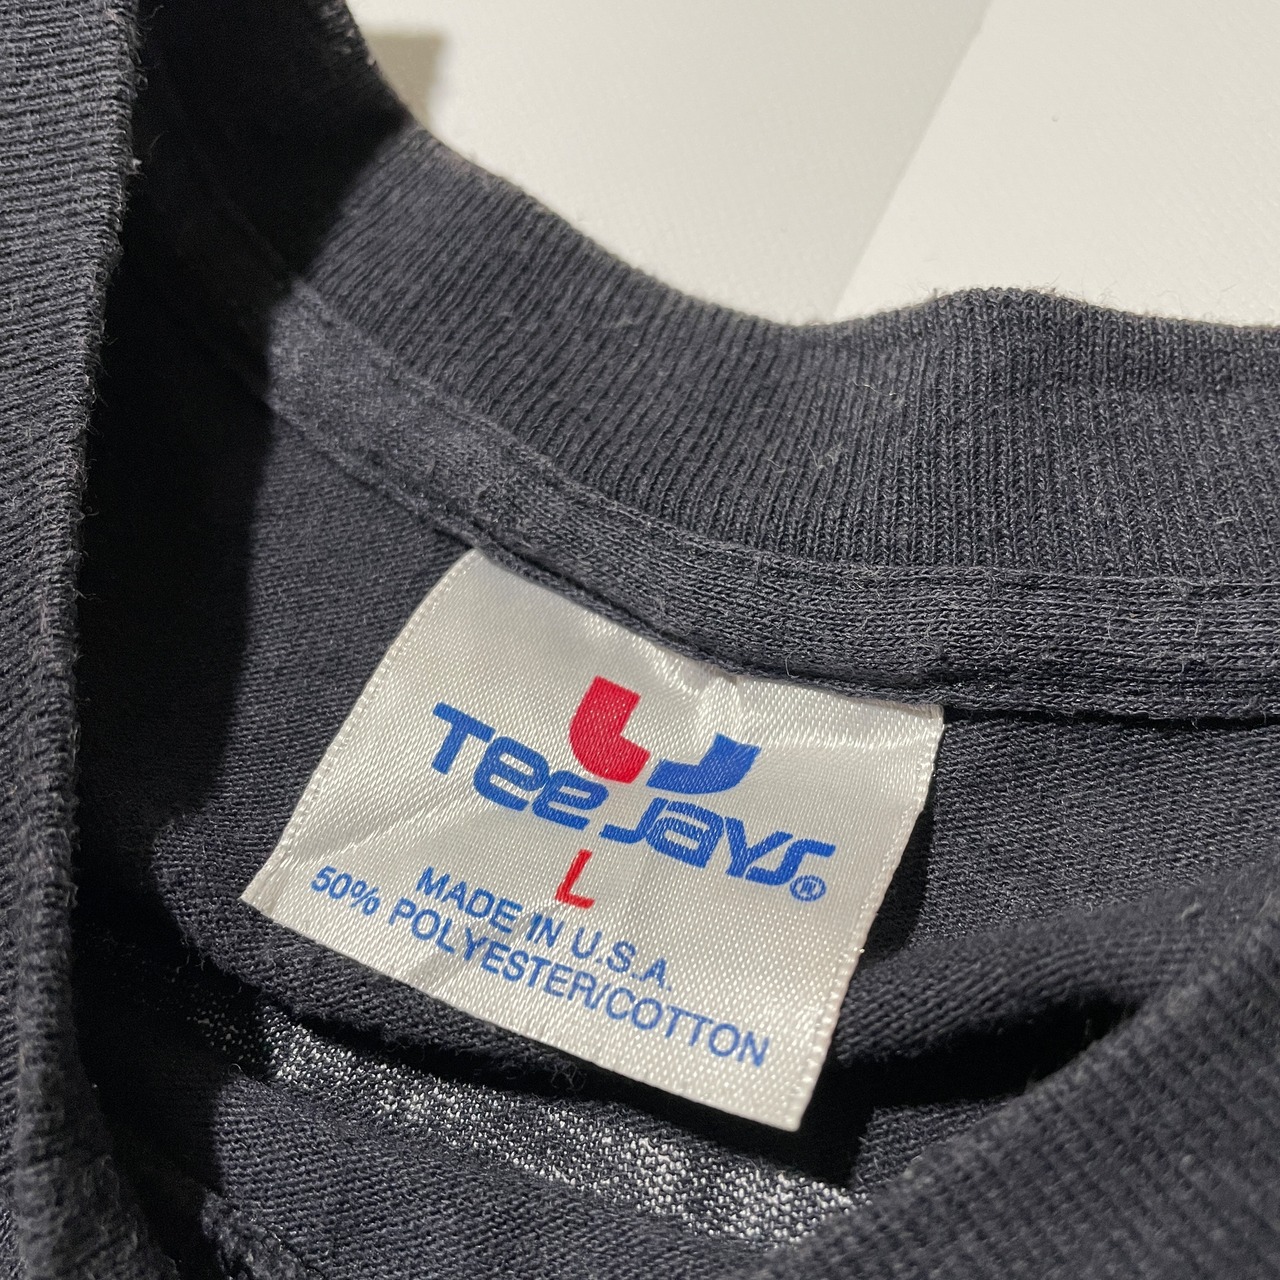 Tee Jays®
L
MADE IN U.S.A.
50% POLYESTER/COTTON